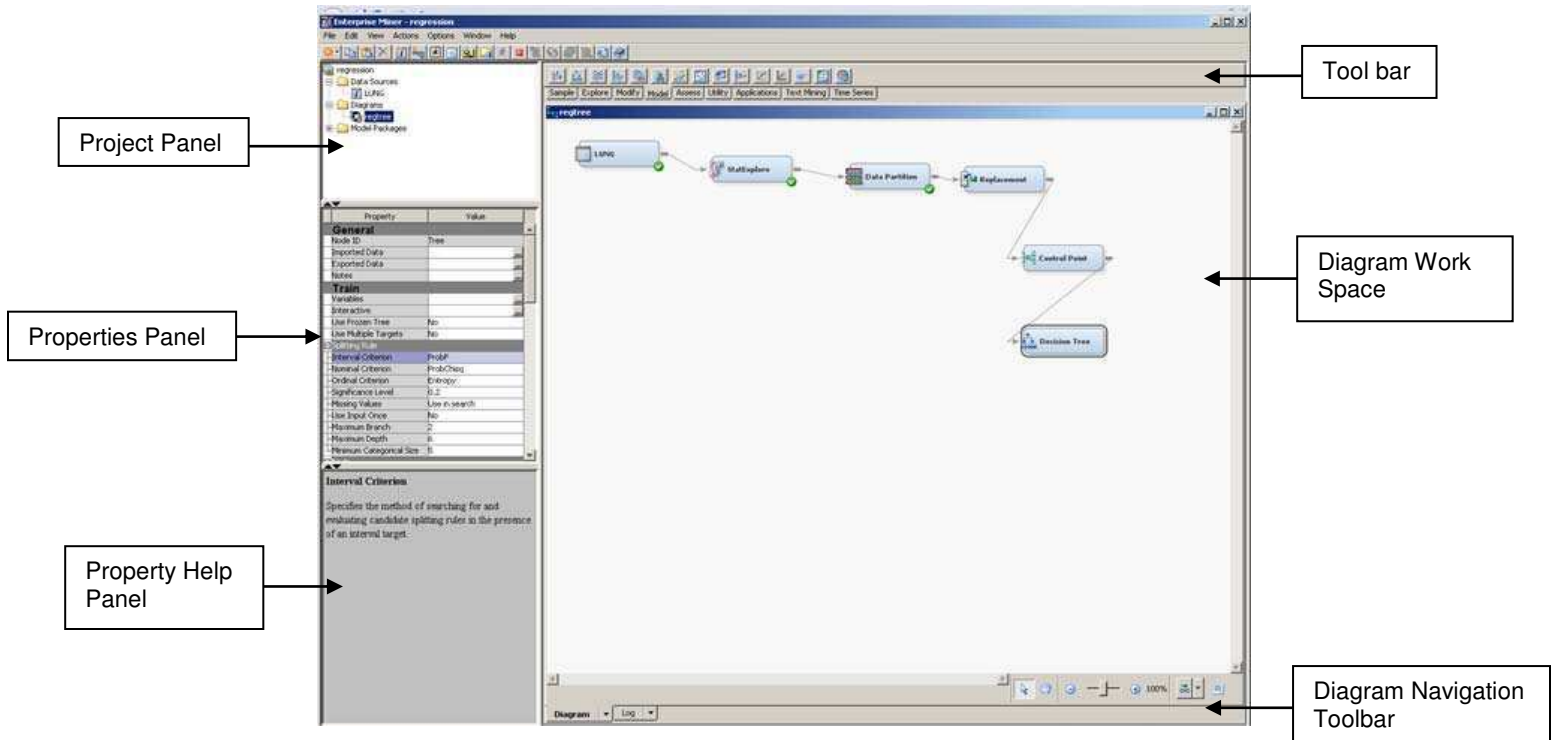 Enterprise Miner - regression
File Edit View Actions Options Window Help
regression
Data Sources
LUNG
Diagrams
regtree
Model Packages
Sample Explore Modify Model Assess Utility Applications Text Mining Time Series
regtree
LUNG
StatExplore
Data Partition
Replacement
Control Point
Decision Tree
Property Value
General
Node ID Tree
Imported Data
Exported Data
Notes
Train
Variables
Interactive
Use Frozen Tree No
Use Multiple Targets No
Splitting Rule
Interval Criterion ProbF
Nominal Criterion ProbChisq
Ordinal Criterion Entropy
Significance Level 0.2
Missing Values Use in search
Use Input Once No
Maximum Branch 2
Maximum Depth 6
Minimum Categorical Size 5
Interval Criterion
Specifies the method of searching for and
evaluating candidate splitting rules in the presence
of an interval target.
100%
Diagram Log
Project Panel
Properties Panel
Property Help
Panel
Tool bar
Diagram Work
Space
Diagram Navigation
Toolbar